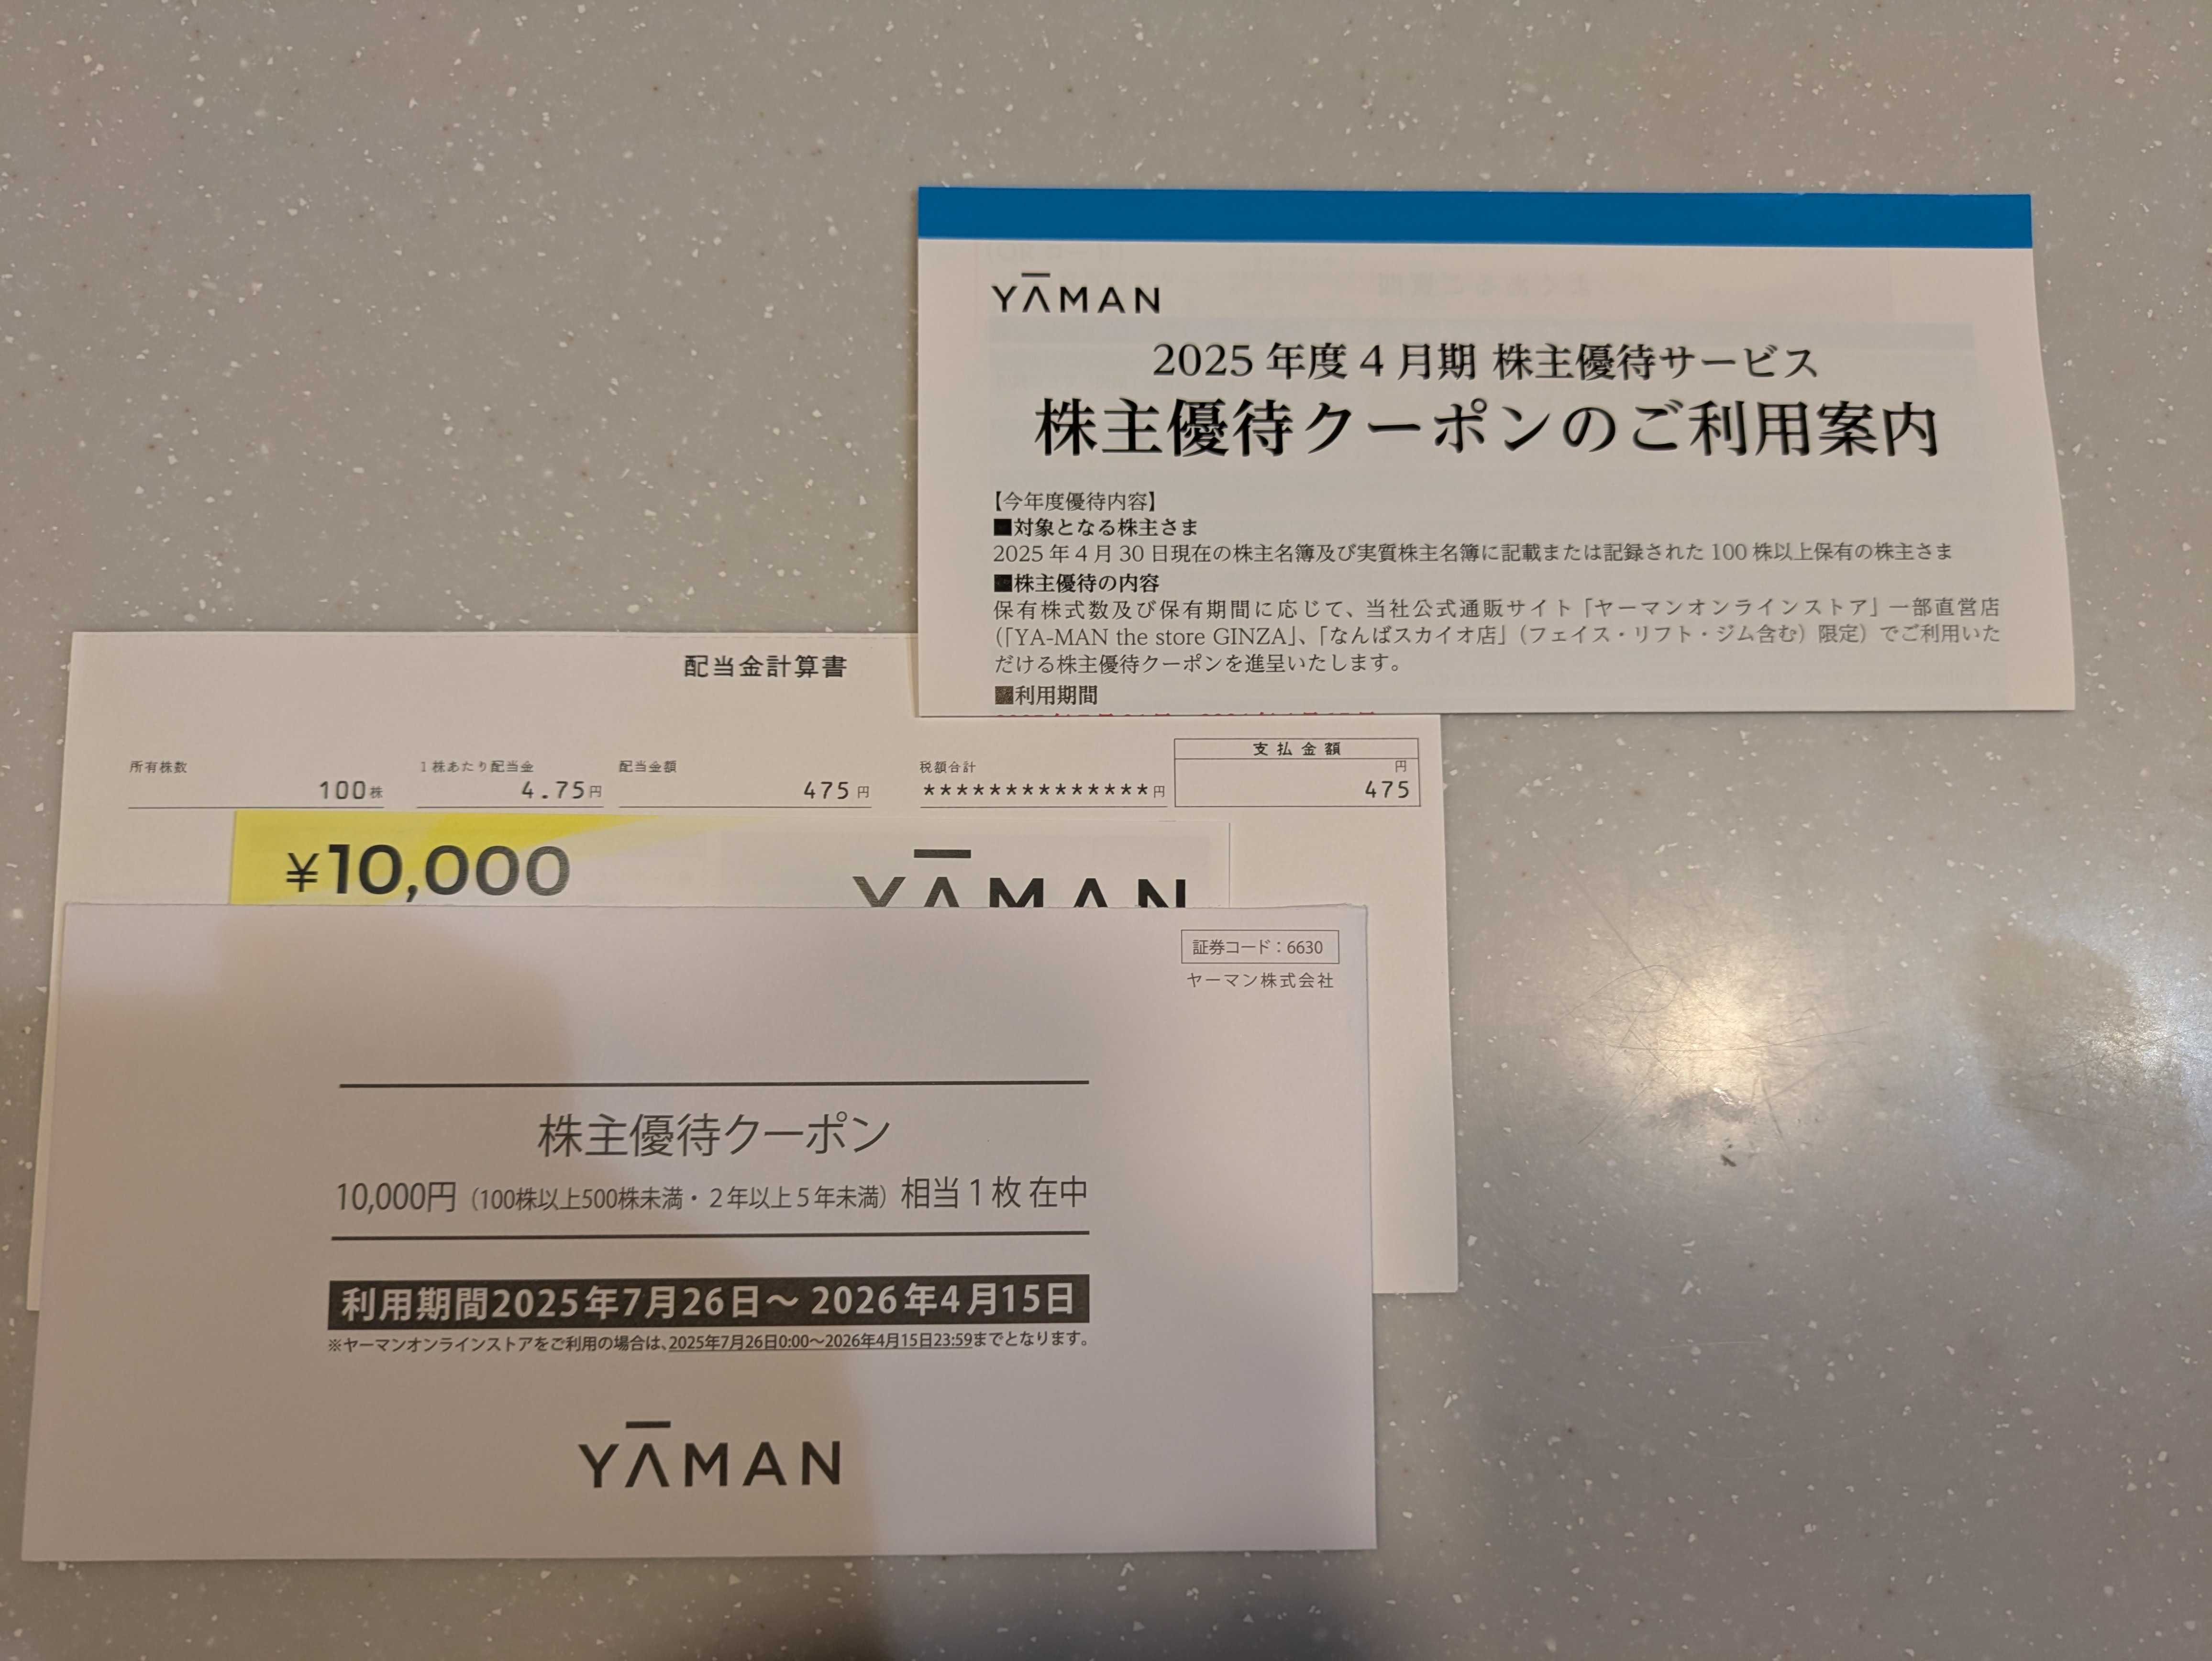 YAMAN
2025 年度 4 月期 株主優待サービス
株主優待クーポンのご利用案内
【今年度優待内容】
■対象となる株主さま
2025 年 4 月 30 日現在の株主名簿及び実質株主名簿に記載または記録された 100 株以上保有の株主さま
■株主優待の内容
保有株式数及び保有期間に応じて、当社公式通販サイト「ヤーマンオンラインストア」一部直営店
(「YA-MAN the store GINZA」、「なんばスカイオ店」（フェイス・リフト・ジム含む）限定）でご利用いた
だける株主優待クーポンを進呈いたします。
■利用期間
配当金計算書
所有株数 1株あたり配当金 配当金額 税額合計 支払金額
円
100株 4.75円 475円 **************円 475
¥10,000 YAMAN
証券コード：6630
ヤーマン株式会社
株主優待クーポン
10,000円（100株以上500株未満・２年以上５年未満）相当１枚 在中
利用期間2025年7月26日～ 2026年4月15日
※ヤーマンオンラインストアをご利用の場合は、2025年7月26日0:00～2026年4月15日23:59までとなります。
YAMAN